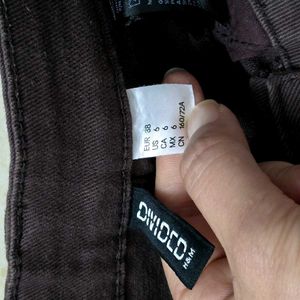 EUR 38
US 6
CA 6
MX 6
CN 160/72A
DIVIDED
H&M